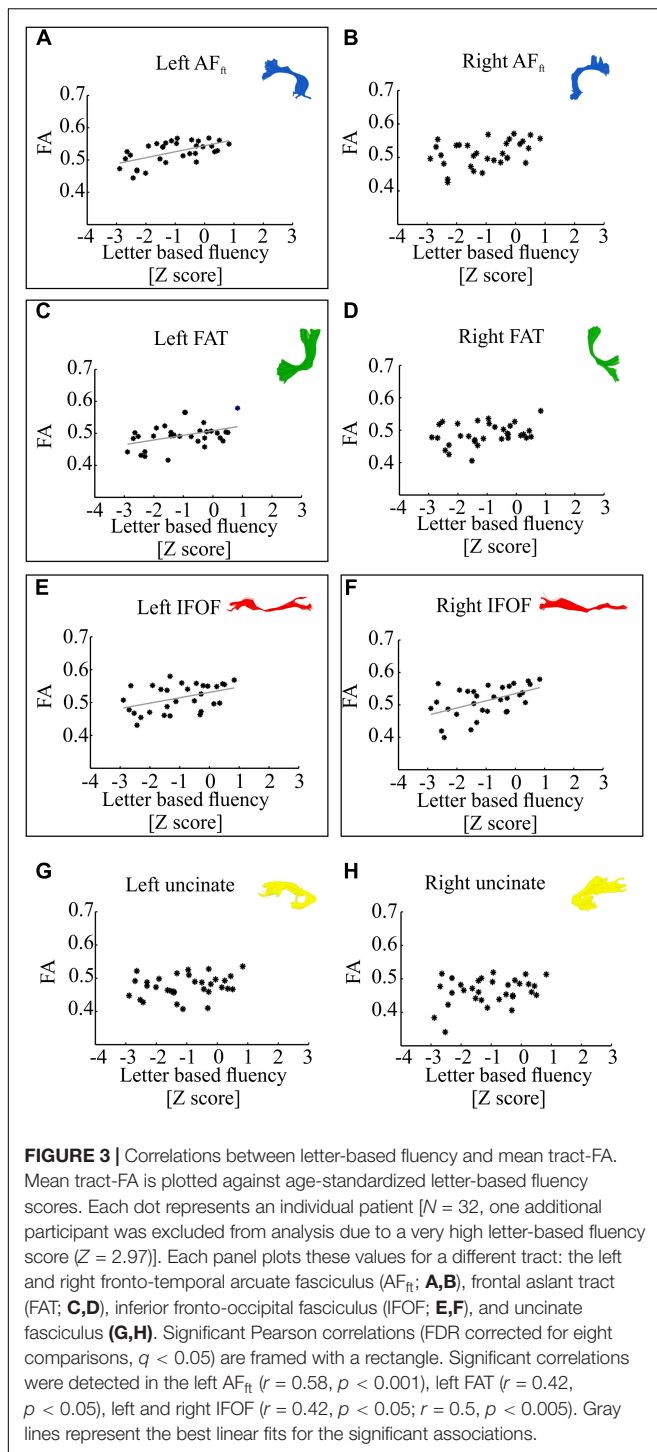 A
Left AFft
0.7
0.6
0.5
0.4
FA
-4 -3 -2 -1 0 1 2 3
Letter based fluency
[Z score]
B
Right AFft
0.7
0.6
0.5
0.4
FA
-4 -3 -2 -1 0 1 2 3
Letter based fluency
[Z score]
C
Left FAT
0.7
0.6
0.5
0.4
FA
-4 -3 -2 -1 0 1 2 3
Letter based fluency
[Z score]
D
Right FAT
0.7
0.6
0.5
0.4
FA
-4 -3 -2 -1 0 1 2 3
Letter based fluency
[Z score]
E
Left IFOF
0.7
0.6
0.5
0.4
FA
-4 -3 -2 -1 0 1 2 3
Letter based fluency
[Z score]
F
Right IFOF
0.7
0.6
0.5
0.4
FA
-4 -3 -2 -1 0 1 2 3
Letter based fluency
[Z score]
G
Left uncinate
0.7
0.6
0.5
0.4
FA
-4 -3 -2 -1 0 1 2 3
Letter based fluency
[Z score]
H
Right uncinate
0.7
0.6
0.5
0.4
FA
-4 -3 -2 -1 0 1 2 3
Letter based fluency
[Z score]
FIGURE 3 | Correlations between letter-based fluency and mean tract-FA.
Mean tract-FA is plotted against age-standardized letter-based fluency
scores. Each dot represents an individual patient [N = 32, one additional
participant was excluded from analysis due to a very high letter-based fluency
score (Z = 2.97)]. Each panel plots these values for a different tract: the left
and right fronto-temporal arcuate fasciculus (AFft; A,B), frontal aslant tract
(FAT; C,D), inferior fronto-occipital fasciculus (IFOF; E,F), and uncinate
fasciculus (G,H). Significant Pearson correlations (FDR corrected for eight
comparisons, q < 0.05) are framed with a rectangle. Significant correlations
were detected in the left AFft (r = 0.58, p < 0.001), left FAT (r = 0.42,
p < 0.05), left and right IFOF (r = 0.42, p < 0.05; r = 0.5, p < 0.005). Gray
lines represent the best linear fits for the significant associations.